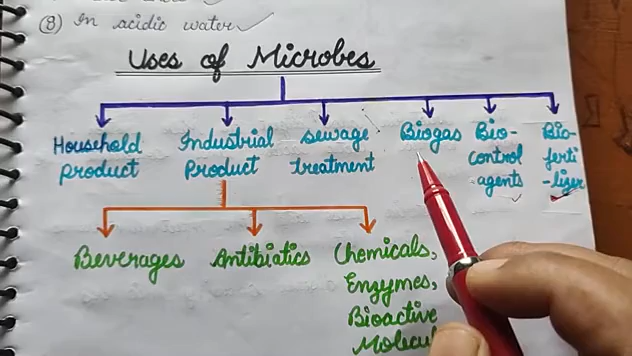 (8) In acidic water
Uses of Microbes
Household product
Industrial Product
Sewage treatment
Biogas
Bio-
control
agents
Bio-
ferti
-lizer
Beverages
Antibiotics
Chemicals,
Enzymes,
Bioactive
Molecul